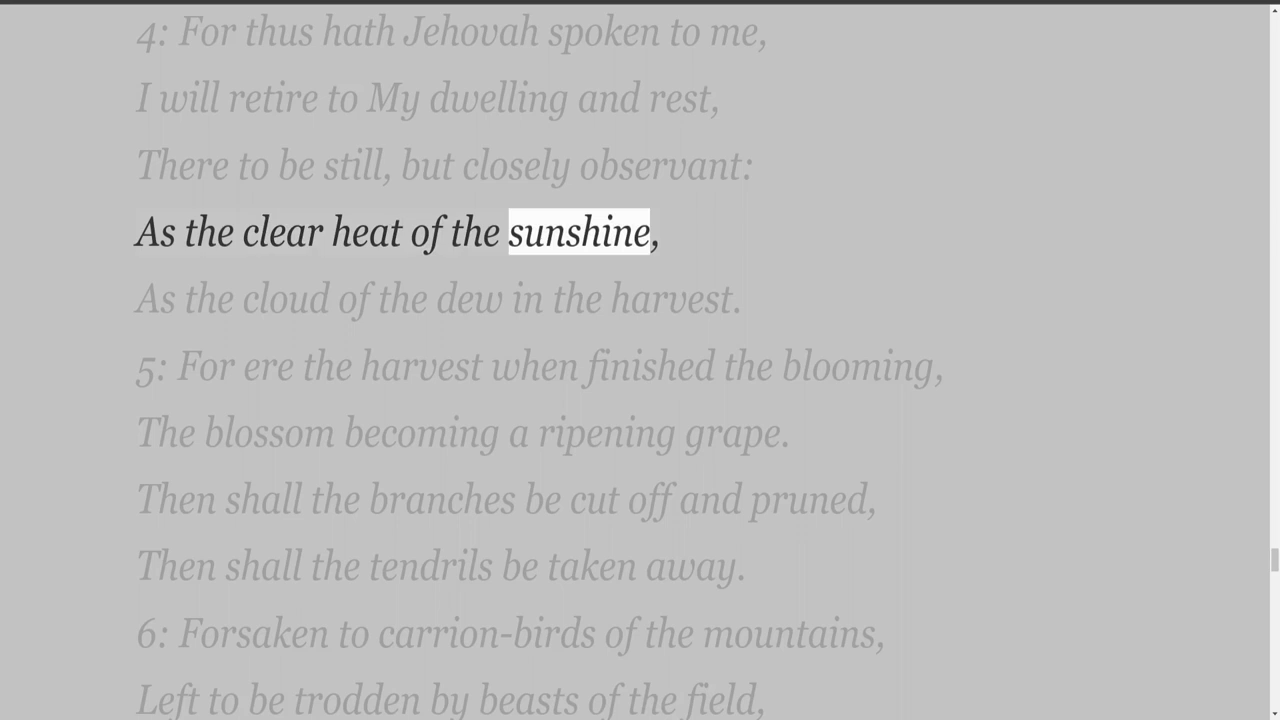 4: For thus hath Jehovah spoken to me,
I will retire to My dwelling and rest,
There to be still, but closely observant:
As the clear heat of the sunshine,
As the cloud of the dew in the harvest.
5: For ere the harvest when finished the blooming,
The blossom becoming a ripening grape.
Then shall the branches be cut off and pruned,
Then shall the tendrils be taken away.
6: Forsaken to carrion-birds of the mountains,
Left to be trodden by beasts of the field,